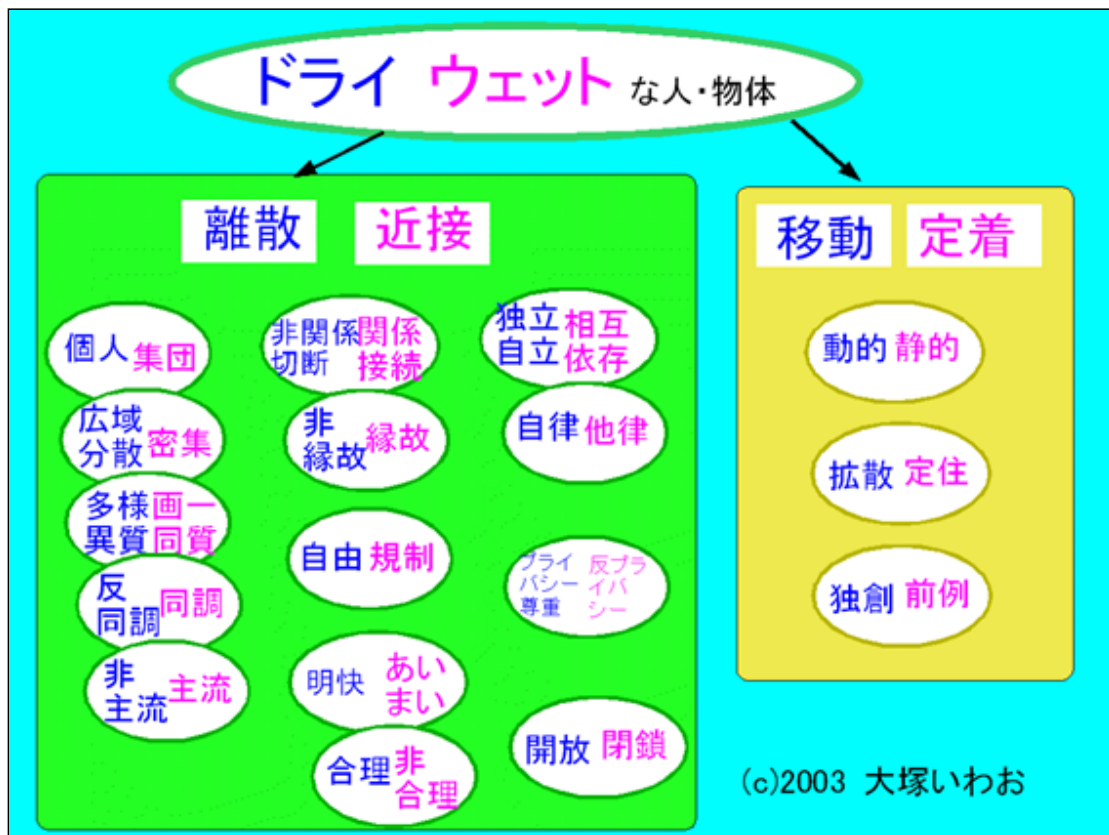 ドライ ウェット な人・物体
離散 近接
個人 集団
広域
分散 密集
多様 画一
異質 同質
反
同調 同調
非
主流 主流
非関係 関係
切断 接続
非
縁故 縁故
自由 規制
明快 あい
まい
合理 非
合理
独立 相互
自立 依存
自律 他律
プライ 反プラ
バシー イバ
尊重 シー
開放 閉鎖
移動 定着
動的 静的
拡散 定住
独創 前例
(c)2003 大塚いわお